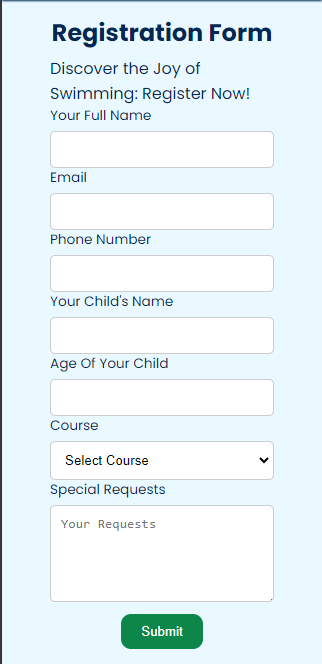 Registration Form
Discover the Joy of
Swimming: Register Now!
Your Full Name
Email
Phone Number
Your Child's Name
Age Of Your Child
Course
Select Course
Special Requests
Your Requests
Submit